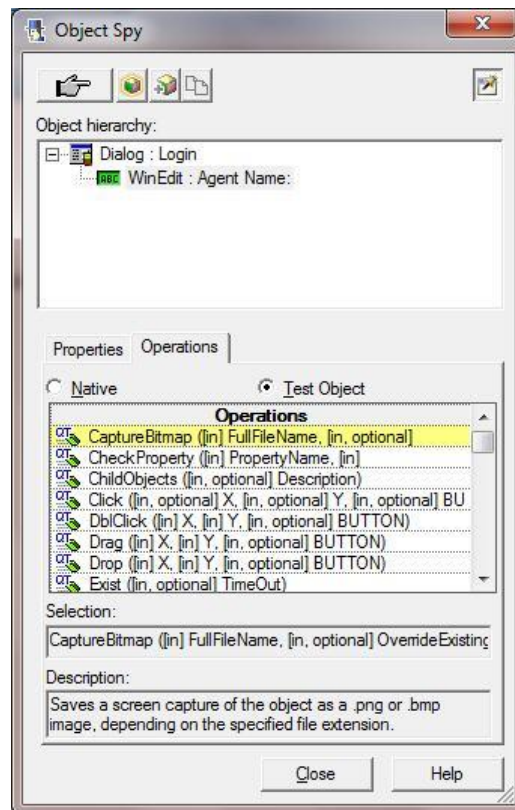 Object Spy
Object hierarchy:
Dialog : Login
ABC WinEdit : Agent Name:
Properties Operations
Native Test Object
Operations
CaptureBitmap ([in] FullFileName, [in, optional]
CheckProperty ([in] PropertyName, [in]
ChildObjects ([in, optional] Description)
Click ([in, optional] X, [in, optional] Y, [in, optional] BU
DblClick ([in] X, [in] Y, [in, optional] BUTTON)
Drag ([in] X, [in] Y, [in, optional] BUTTON)
Drop ([in] X, [in] Y, [in, optional] BUTTON)
Exist ([in, optional] TimeOut)
Selection:
CaptureBitmap ([in] FullFileName, [in, optional] OverrideExisting
Description:
Saves a screen capture of the object as a .png or .bmp
image, depending on the specified file extension.
Close Help